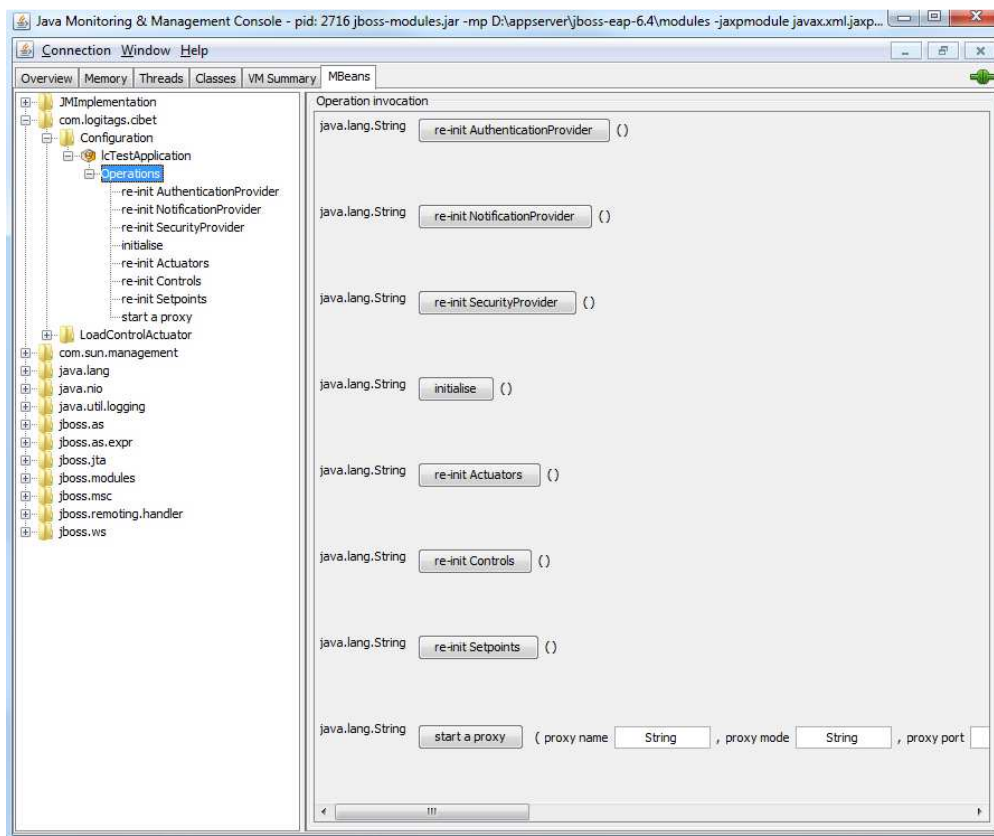 Java Monitoring & Management Console - pid: 2716 jboss-modules.jar -mp D:\appserver\jboss-eap-6.4\modules -jaxpmodule javax.xml.jaxp...
Connection Window Help
Overview Memory Threads Classes VM Summary MBeans
JMImplementation
com.logitags.cibet
Configuration
lcTestApplication
Operations
re-init AuthenticationProvider
re-init NotificationProvider
re-init SecurityProvider
initialise
re-init Actuators
re-init Controls
re-init Setpoints
start a proxy
LoadControlActuator
com.sun.management
java.lang
java.nio
java.util.logging
jboss.as
jboss.as.expr
jboss.jta
jboss.modules
jboss.msc
jboss.remoting.handler
jboss.ws
Operation invocation
java.lang.String re-init AuthenticationProvider ( )
java.lang.String re-init NotificationProvider ( )
java.lang.String re-init SecurityProvider ( )
java.lang.String initialise ( )
java.lang.String re-init Actuators ( )
java.lang.String re-init Controls ( )
java.lang.String re-init Setpoints ( )
java.lang.String start a proxy ( proxy name String , proxy mode String , proxy port